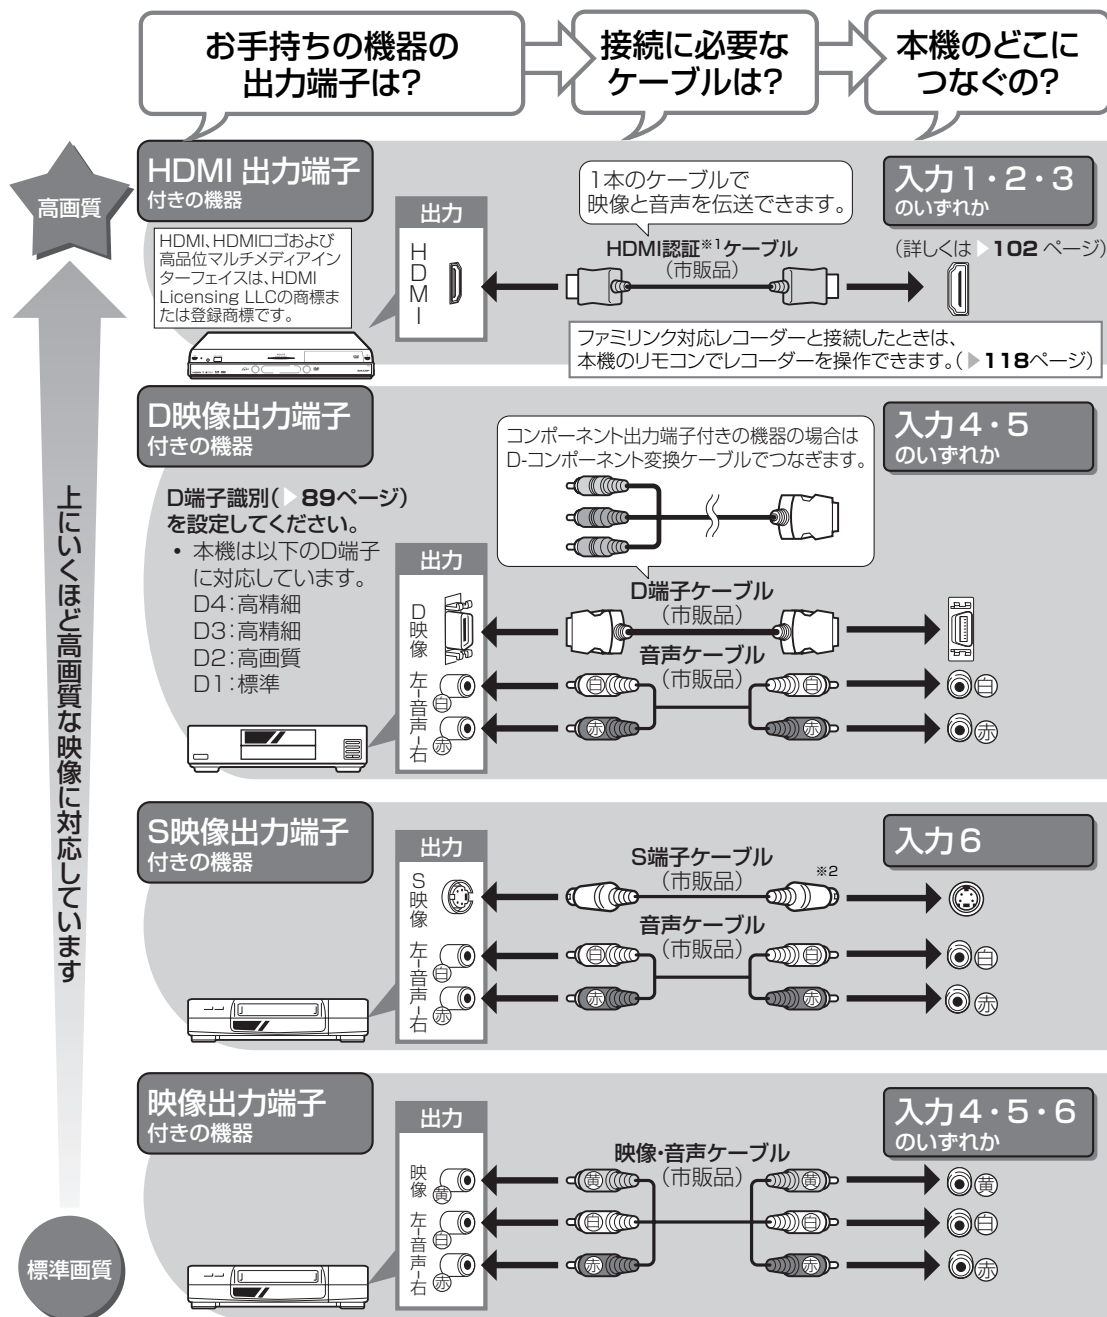 お手持ちの機器の
出力端子は?
接続に必要な
ケーブルは?
本機のどこに
つなぐの?
高画質
上にいくほど高画質な映像に対応しています
標準画質
HDMI 出力端子
付きの機器
HDMI、HDMIロゴおよび
高品位マルチメディアイン
ターフェイスは、HDMI
Licensing LLCの商標ま
たは登録商標です。
出力
HDMI
1本のケーブルで
映像と音声を伝送できます。
HDMI認証※1ケーブル
(市販品)
入力1・2・3
のいずれか
(詳しくは ▶102 ページ)
ファミリンク対応レコーダーと接続したときは、
本機のリモコンでレコーダーを操作できます。(▶118ページ)
D映像出力端子
付きの機器
D端子識別(▶89ページ)
を設定してください。
• 本機は以下のD端子
に対応しています。
D4:高精細
D3:高精細
D2:高画質
D1:標準
出力
D映像
左-音声-右
白
赤
コンポーネント出力端子付きの機器の場合は
D-コンポーネント変換ケーブルでつなぎます。
D端子ケーブル
(市販品)
音声ケーブル
(市販品)
白 白
赤 赤
入力4・5
のいずれか
白
赤
S映像出力端子
付きの機器
出力
S映像
左-音声-右
白
赤
S端子ケーブル
(市販品)
※2
音声ケーブル
(市販品)
白 白
赤 赤
入力6
白
赤
映像出力端子
付きの機器
出力
映像
黄
左-音声-右
白
赤
映像・音声ケーブル
(市販品)
黄 黄
白 白
赤 赤
入力4・5・6
のいずれか
黄
白
赤